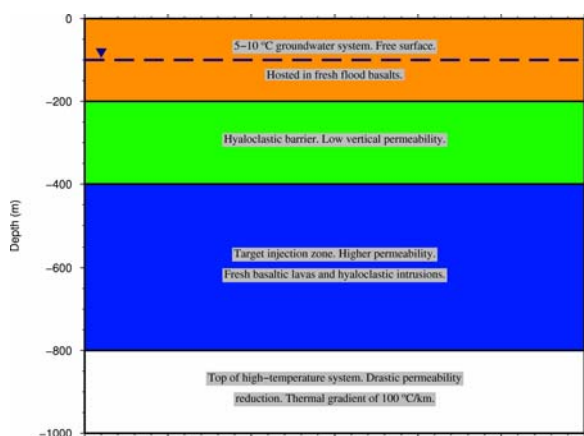 0
5−10 °C groundwater system. Free surface.
Hosted in fresh flood basalts.
−200
Hyaloclastic barrier. Low vertical permeability.
−400
Depth (m)
Target injection zone. Higher permeability.
−600
Fresh basaltic lavas and hyaloclastic intrusions.
−800
Top of high−temperature system. Drastic permeability
reduction. Thermal gradient of 100 °C/km.
−1000